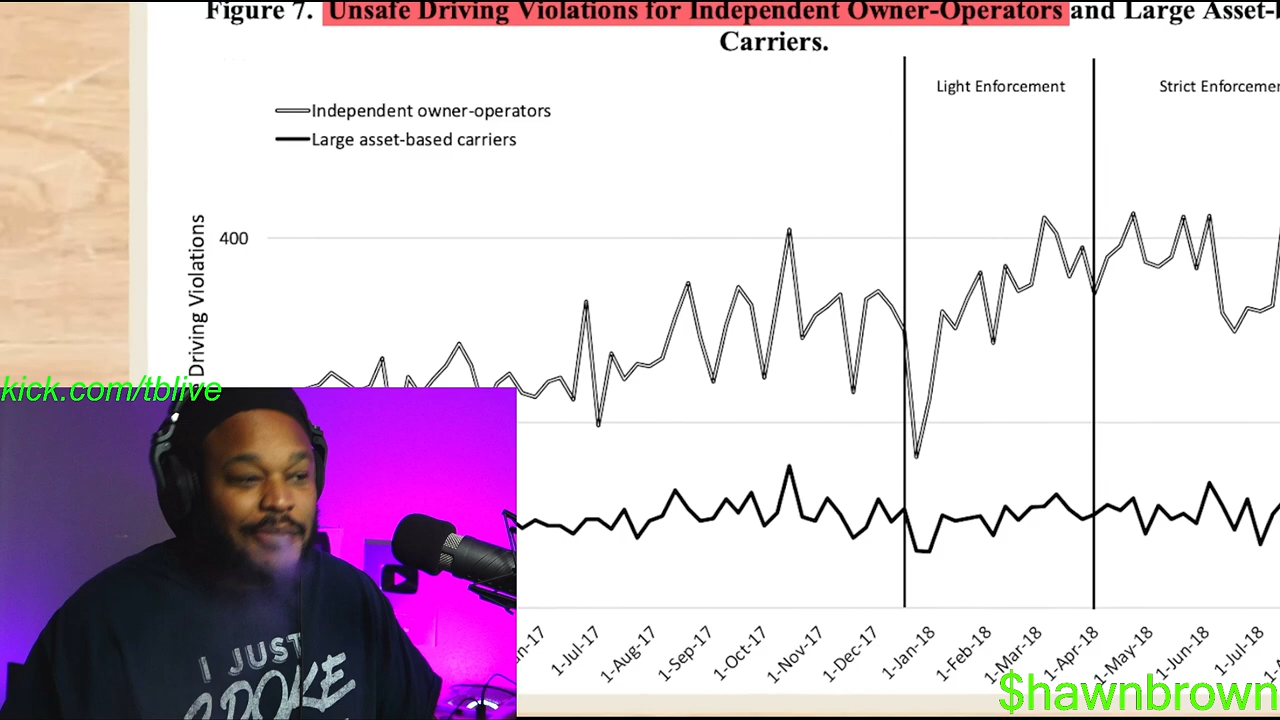 Figure 7. Unsafe Driving Violations for Independent Owner-Operators and Large Asset-
Carriers.
Light Enforcement
Strict Enforcemen
Independent owner-operators
Large asset-based carriers
400
Driving Violations
kick.com/tblive
I JUST
SPOKE
1-Jul-17
1-Aug-17
1-Sep-17
1-Oct-17
1-Nov-17
1-Dec-17
1-Jan-18
1-Feb-18
1-Mar-18
1-Apr-18
1-May-18
1-Jun-18
1-Jul-18
$hawnbrown